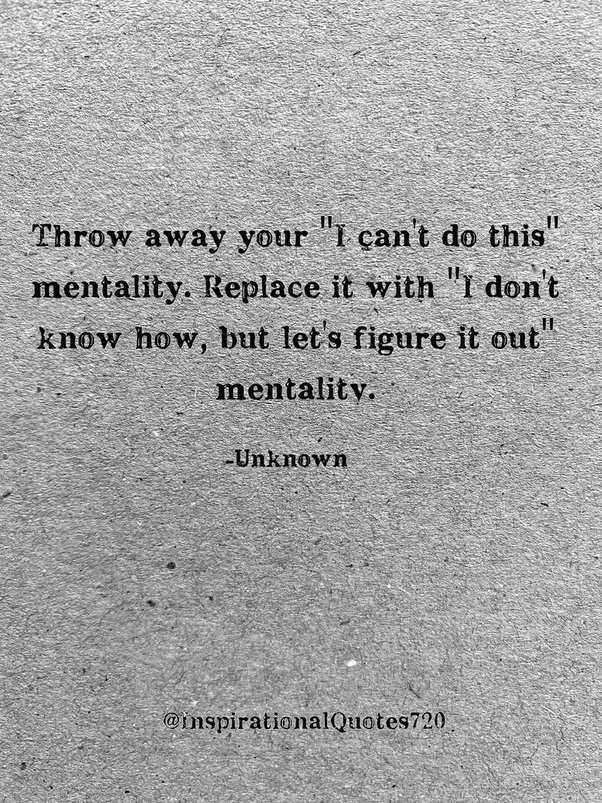 Throw away your "I can't do this"
mentality. Replace it with "I don't
know how, but let's figure it out"
mentality.
-Unknown
@inspirationalQuotes720